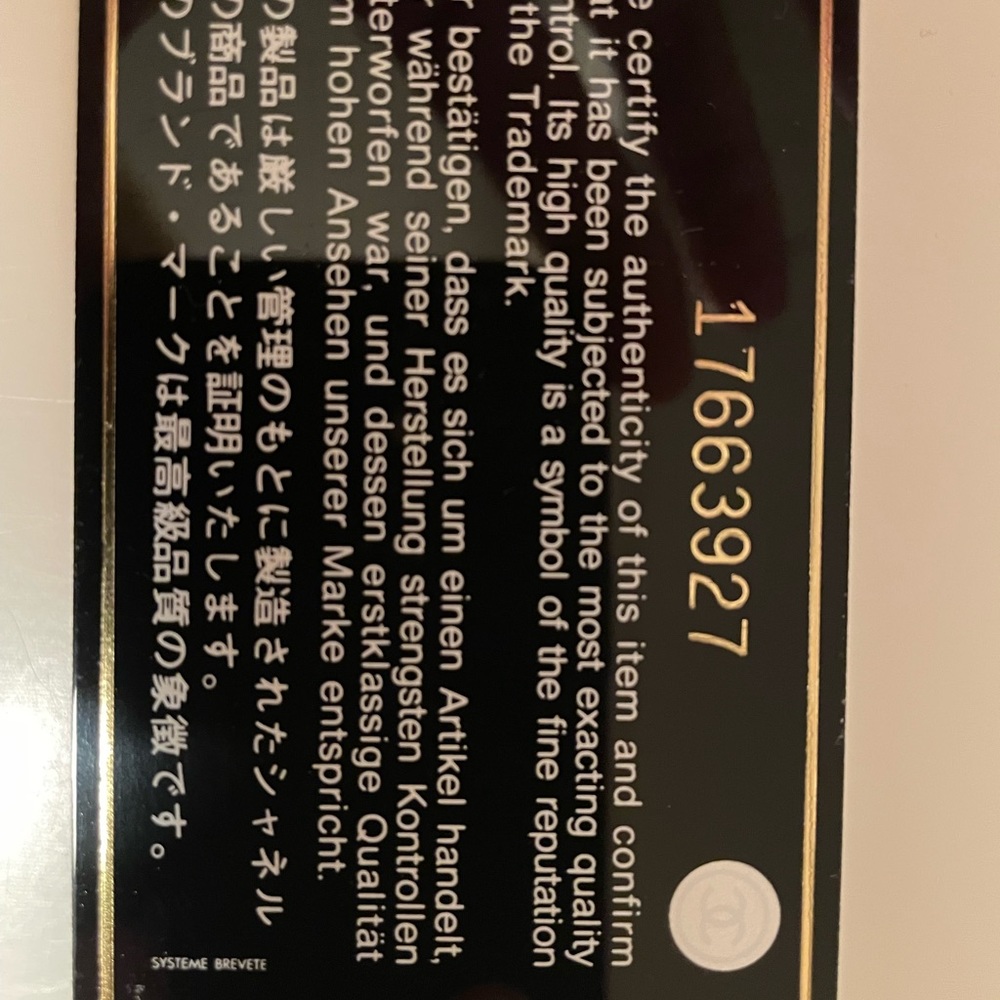 17663927
certify the authenticity of this item and confirm
it has been subjected to the most exacting quality
Its high quality is a symbol of the fine reputation
the Trademark.
bestätigen, dass es sich um einen Artikel handelt,
während seiner Herstellung strengsten Kontrollen
war, und dessen erstklassige Qualität
hohen Ansehen unserer Marke entspricht.
の製品は厳しい管理のもとに製造されたシャネル
の商品であることを証明いたします。
のブランド・マークは最高級品質の象徴です。
SYSTEME BREVETE